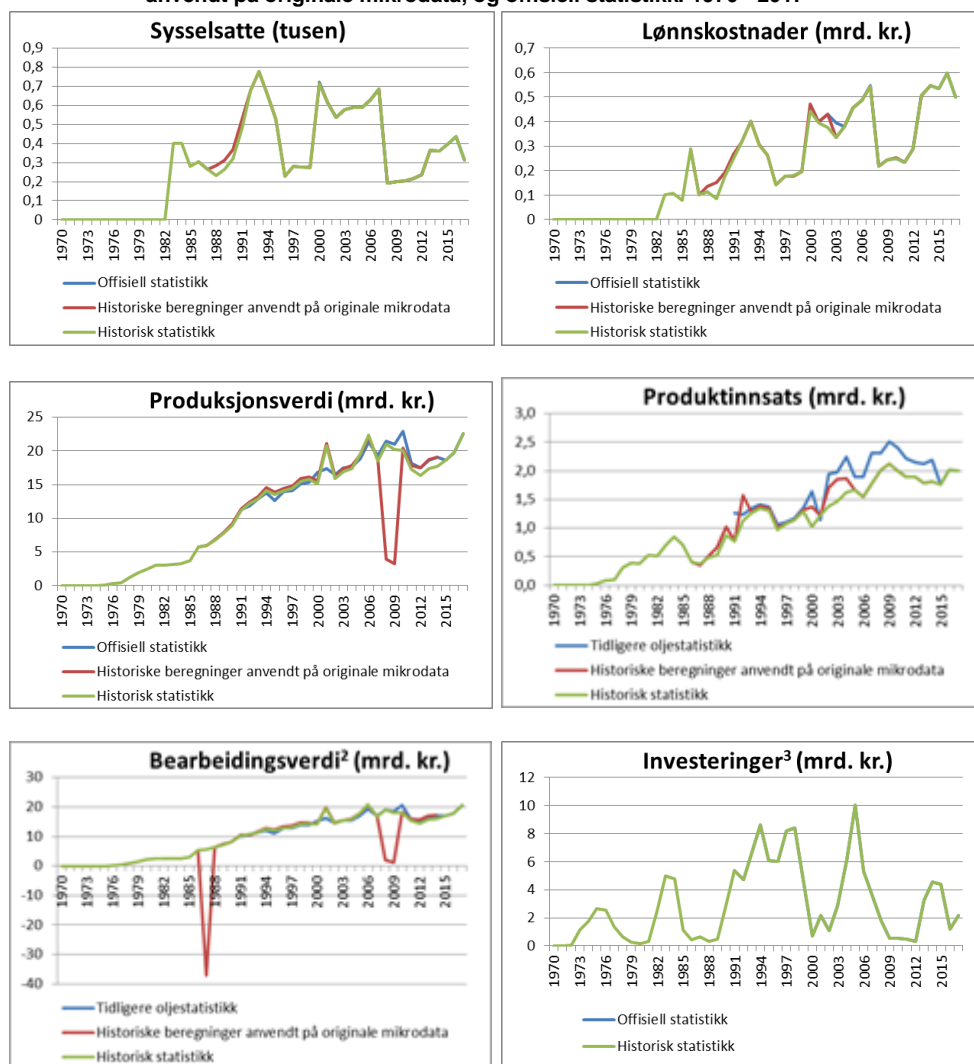 Sysselsatte (tusen)
0,9
0,8
0,7
0,6
0,5
0,4
0,3
0,2
0,1
0
1970 1973 1976 1979 1982 1985 1988 1991 1994 1997 2000 2003 2006 2009 2012 2015
Offisiell statistikk
Historiske beregninger anvendt på originale mikrodata
Historisk statistikk
Lønnskostnader (mrd. kr.)
0,7
0,6
0,5
0,4
0,3
0,2
0,1
0
1970 1973 1976 1979 1982 1985 1988 1991 1994 1997 2000 2003 2006 2009 2012 2015
Offisiell statistikk
Historiske beregninger anvendt på originale mikrodata
Historisk statistikk
Produksjonsverdi (mrd. kr.)
25
20
15
10
5
0
1970 1973 1976 1979 1982 1985 1988 1991 1994 1997 2000 2003 2006 2009 2012 2015
Offisiell statistikk
Historiske beregninger anvendt på originale mikrodata
Historisk statistikk
Produktinnsats (mrd. kr.)
3,0
2,5
2,0
1,5
1,0
0,5
0,0
1970 1973 1976 1979 1982 1985 1988 1991 1994 1997 2000 2003 2006 2009 2012 2015
Tidligere oljestatistikk
Historiske beregninger anvendt på originale mikrodata
Historisk statistikk
Bearbeidingsverdi² (mrd. kr.)
30
20
10
0
-10
-20
-30
-40
1970 1973 1976 1979 1982 1985 1988 1991 1994 1997 2000 2003 2006 2009 2012 2015
Tidligere oljestatistikk
Historiske beregninger anvendt på originale mikrodata
Historisk statistikk
Investeringer³ (mrd. kr.)
12
10
8
6
4
2
0
1970 1973 1976 1979 1982 1985 1988 1991 1994 1997 2000 2003 2006 2009 2012 2015
Offisiell statistikk
Historisk statistikk